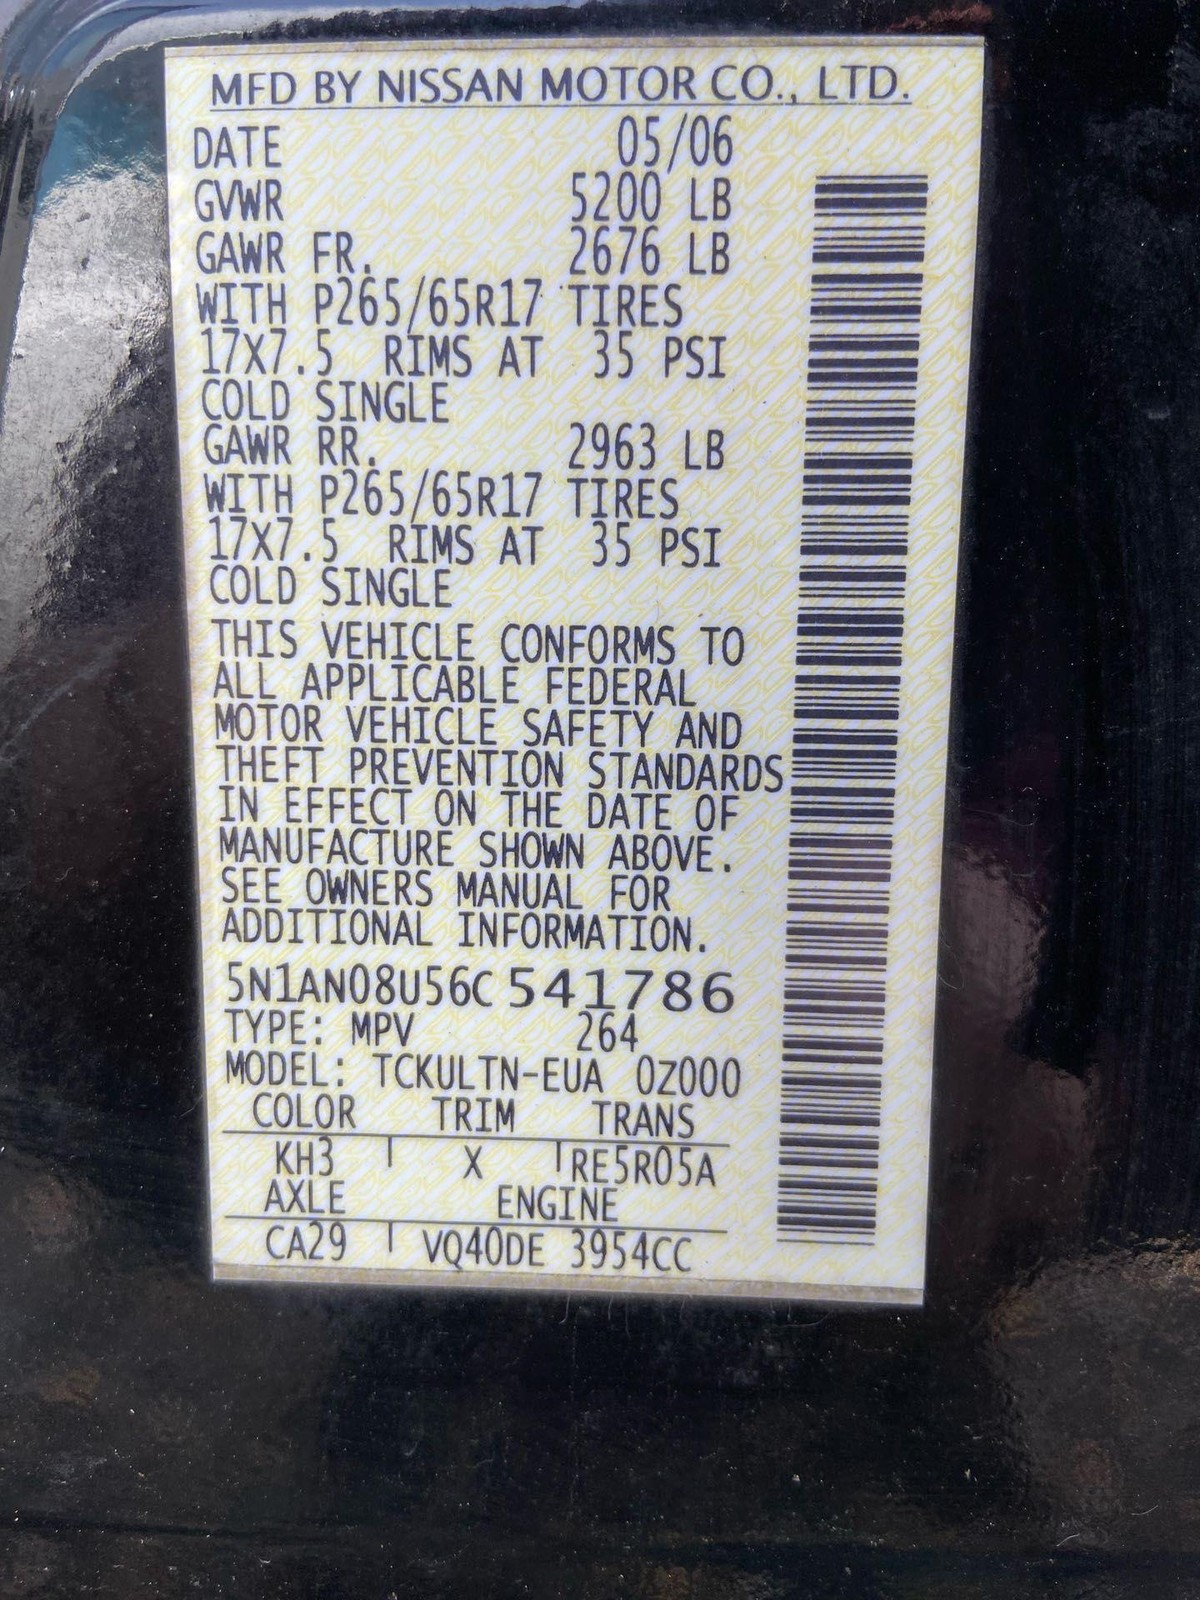 MFD BY NISSAN MOTOR CO., LTD.
DATE 05/06
GVWR 5200 LB
GAWR FR. 2676 LB
WITH P265/65R17 TIRES
17X7.5 RIMS AT 35 PSI
COLD SINGLE
GAWR RR. 2963 LB
WITH P265/65R17 TIRES
17X7.5 RIMS AT 35 PSI
COLD SINGLE
THIS VEHICLE CONFORMS TO
ALL APPLICABLE FEDERAL
MOTOR VEHICLE SAFETY AND
THEFT PREVENTION STANDARDS
IN EFFECT ON THE DATE OF
MANUFACTURE SHOWN ABOVE.
SEE OWNERS MANUAL FOR
ADDITIONAL INFORMATION.
5N1AN08U56C541786
TYPE: MPV 264
MODEL: TCKULTN-EUA 0Z000
COLOR TRIM TRANS
KH3 X RE5R05A
AXLE ENGINE
CA29 VQ40DE 3954CC